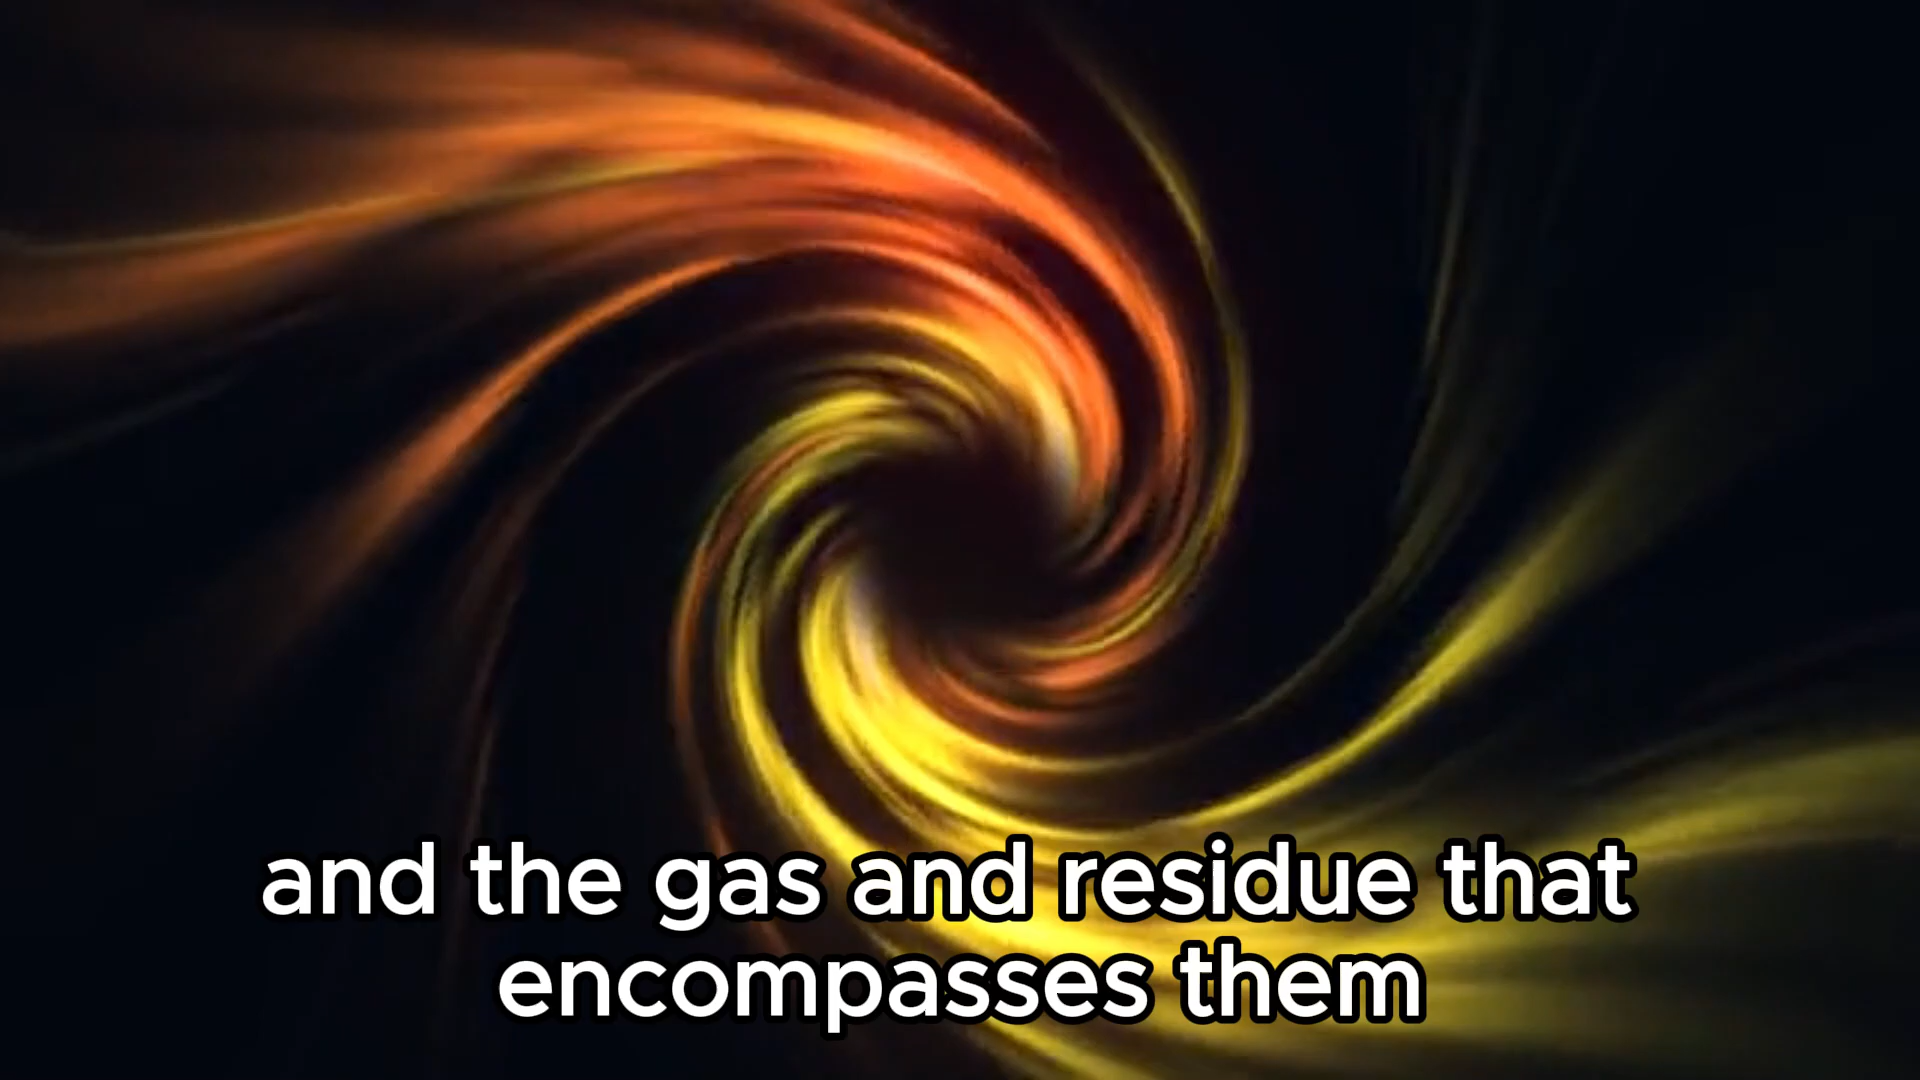 and the gas and residue that
encompasses them